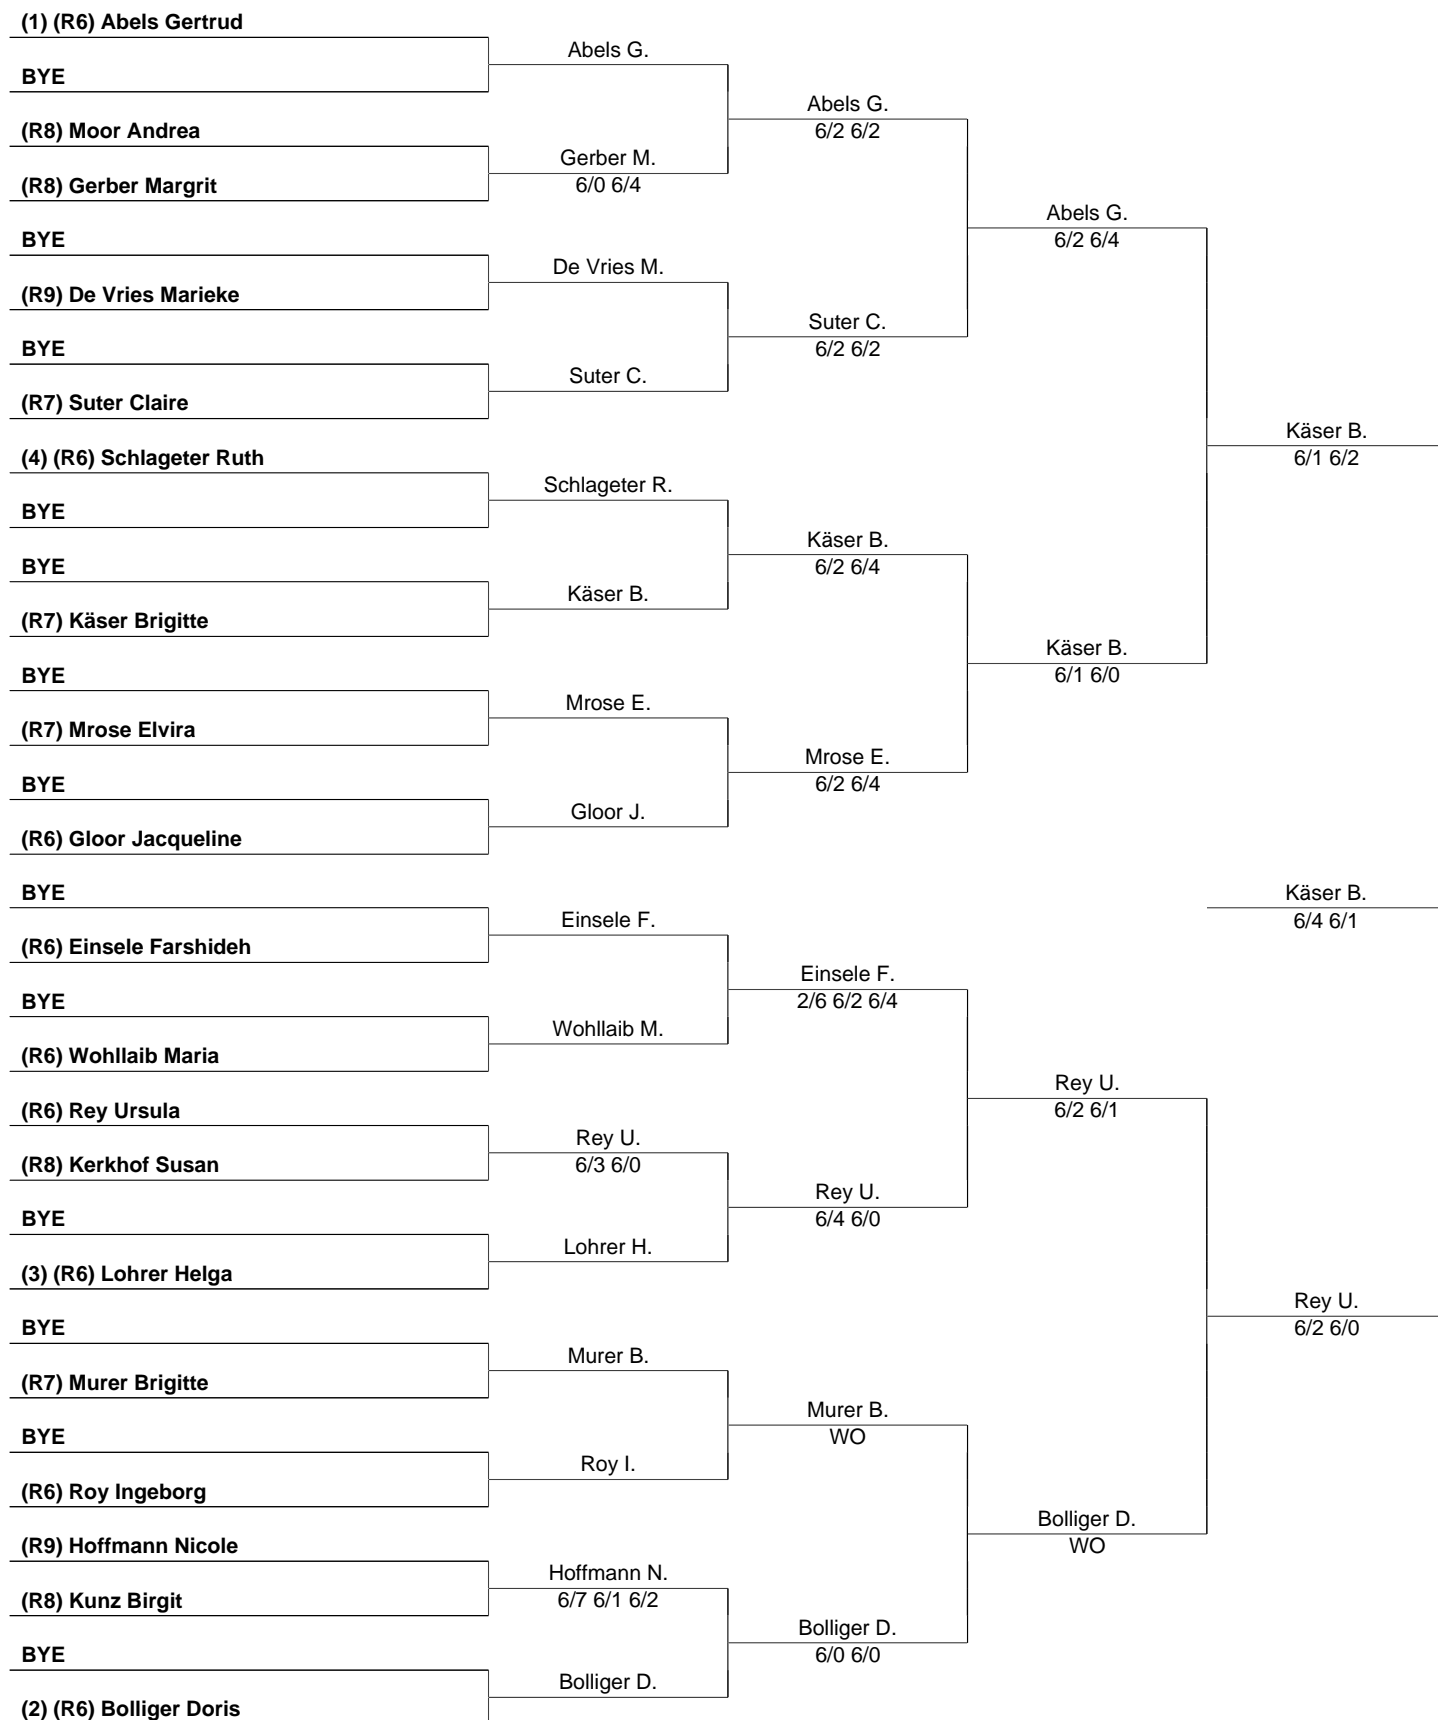 (1) (R6) Abels Gertrud
BYE
(R8) Moor Andrea
(R8) Gerber Margrit
BYE
(R9) De Vries Marieke
BYE
(R7) Suter Claire
(4) (R6) Schlageter Ruth
BYE
BYE
(R7) Käser Brigitte
BYE
(R7) Mrose Elvira
BYE
(R6) Gloor Jacqueline
BYE
(R6) Einsele Farshideh
BYE
(R6) Wohllaib Maria
(R6) Rey Ursula
(R8) Kerkhof Susan
BYE
(3) (R6) Lohrer Helga
BYE
(R7) Murer Brigitte
BYE
(R6) Roy Ingeborg
(R9) Hoffmann Nicole
(R8) Kunz Birgit
BYE
(2) (R6) Bolliger Doris
Abels G.
Gerber M.
6/0 6/4
De Vries M.
Suter C.
Schlageter R.
Käser B.
Mrose E.
Gloor J.
Einsele F.
Wohllaib M.
Rey U.
6/3 6/0
Lohrer H.
Murer B.
Roy I.
Hoffmann N.
6/7 6/1 6/2
Bolliger D.
Abels G.
6/2 6/2
Suter C.
6/2 6/2
Käser B.
6/2 6/4
Mrose E.
6/2 6/4
Einsele F.
2/6 6/2 6/4
Rey U.
6/4 6/0
Murer B.
WO
Bolliger D.
6/0 6/0
Abels G.
6/2 6/4
Käser B.
6/1 6/0
Rey U.
6/2 6/1
Bolliger D.
WO
Käser B.
6/1 6/2
Käser B.
6/4 6/1
Rey U.
6/2 6/0